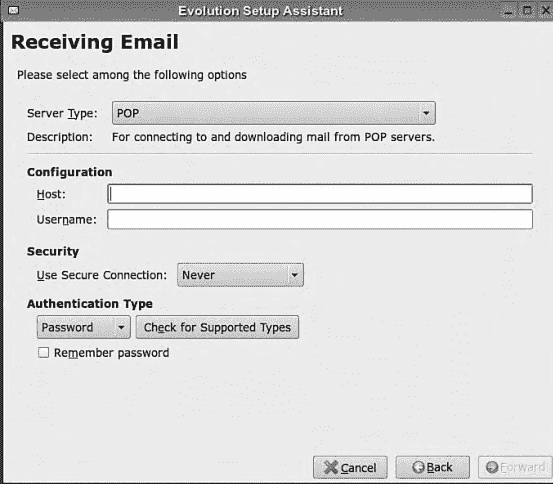 Evolution Setup Assistant
Receiving Email
Please select among the following options
Server Type: POP
Description: For connecting to and downloading mail from POP servers.
Configuration
Host:
Username:
Security
Use Secure Connection: Never
Authentication Type
Password Check for Supported Types
Remember password
Cancel Back Forward